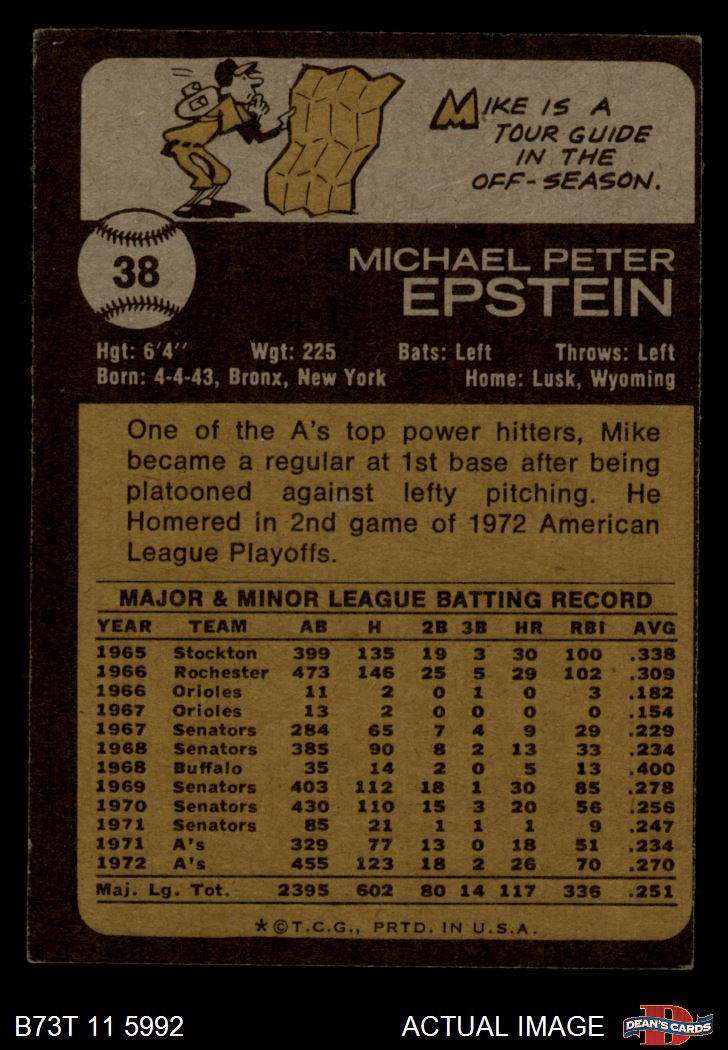 MIKE IS A
TOUR GUIDE
IN THE
OFF-SEASON.
38
MICHAEL PETER
EPSTEIN
Hgt: 6'4" Wgt: 225 Bats: Left Throws: Left
Born: 4-4-43, Bronx, New York Home: Lusk, Wyoming
One of the A's top power hitters, Mike
became a regular at 1st base after being
platooned against lefty pitching. He
Homered in 2nd game of 1972 American
League Playoffs.
MAJOR & MINOR LEAGUE BATTING RECORD
YEAR TEAM AB H 2B 3B HR RBI AVG
1965 Stockton 399 135 19 3 30 100 .338
1966 Rochester 473 146 25 5 29 102 .309
1966 Orioles 11 2 0 1 0 3 .182
1967 Orioles 13 2 0 0 0 0 .154
1967 Senators 284 65 7 4 9 29 .229
1968 Senators 385 90 8 2 13 33 .234
1968 Buffalo 35 14 2 0 5 13 .400
1969 Senators 403 112 18 1 30 85 .278
1970 Senators 430 110 15 3 20 56 .256
1971 Senators 85 21 1 1 1 9 .247
1971 A's 329 77 13 0 18 51 .234
1972 A's 455 123 18 2 26 70 .270
Maj. Lg. Tot. 2395 602 80 14 117 336 .251
*©T.C.G., PRTD. IN U.S.A.
B73T 11 5992 ACTUAL IMAGE D DEAN'S CARDS